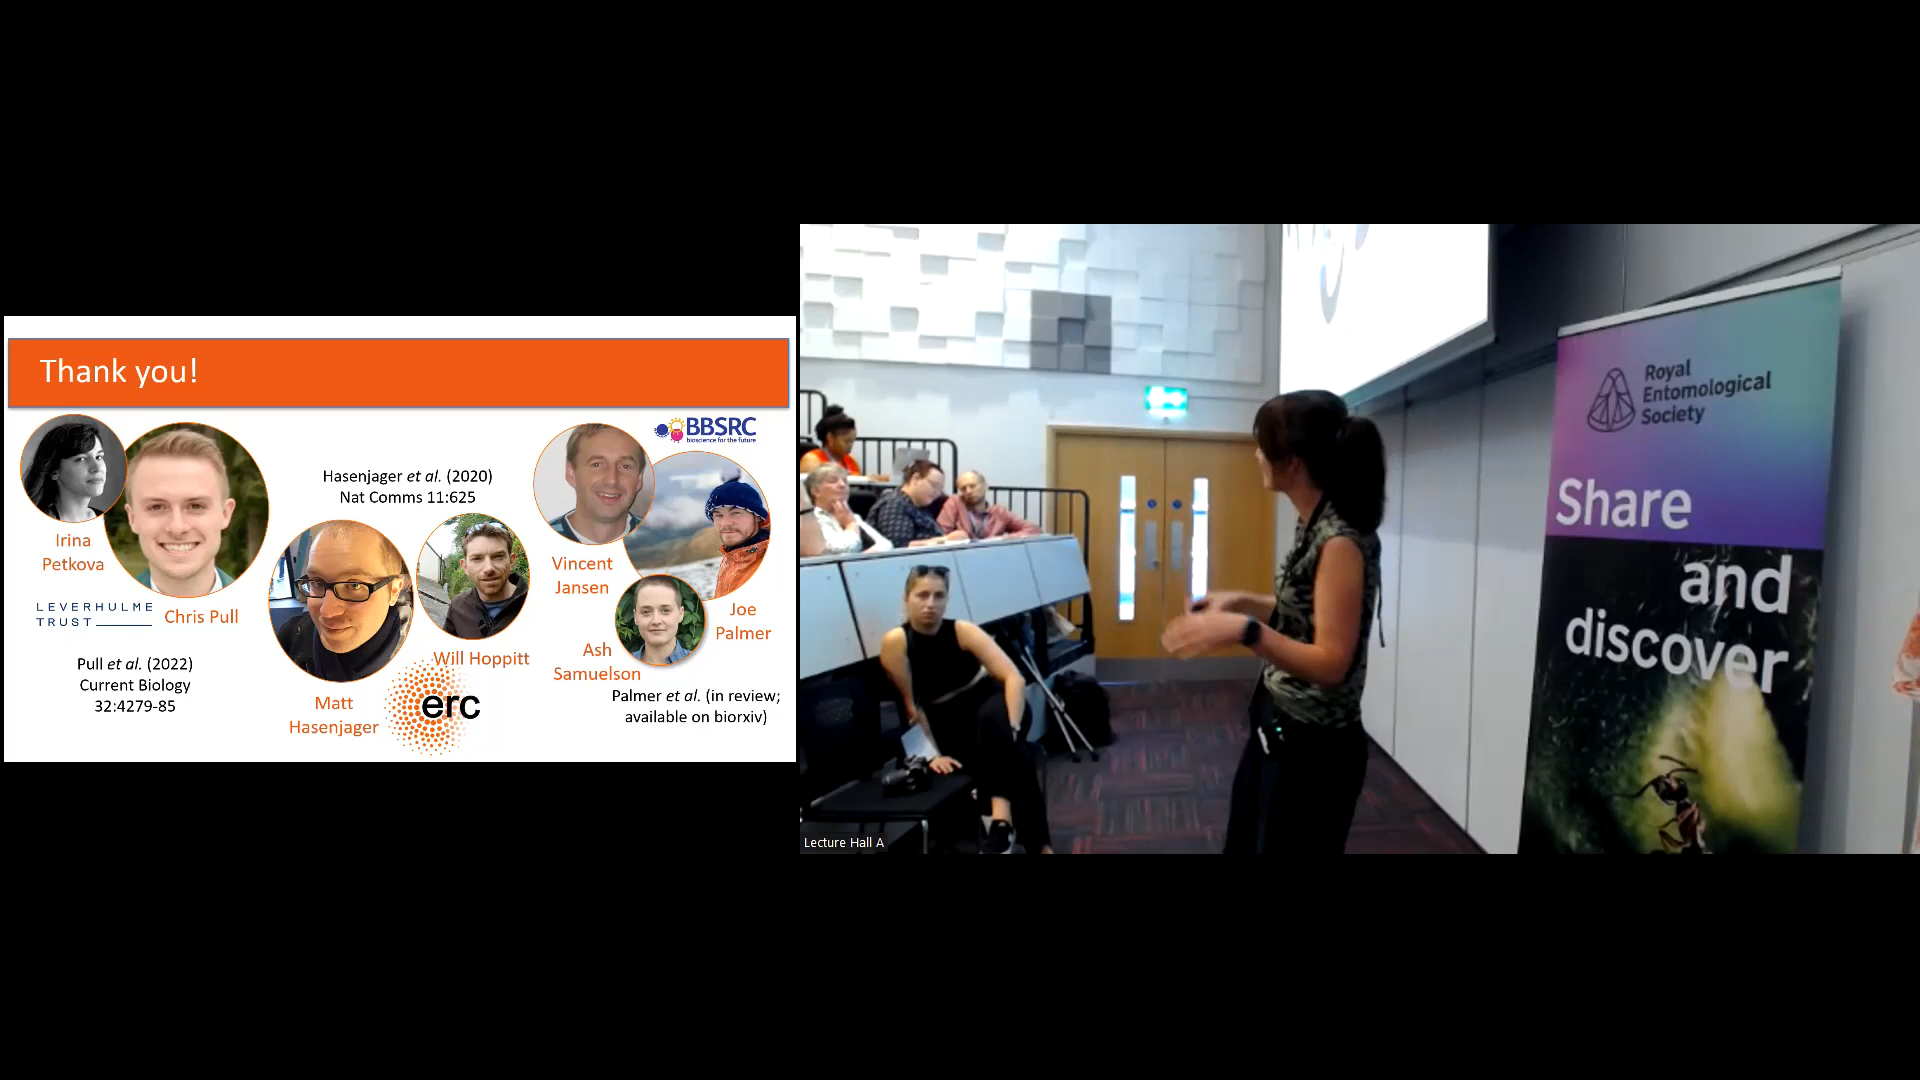 Thank you!
BBSRC
bioscience for the future
Hasenjager et al. (2020)
Nat Comms 11:625
Irina
Petkova
Vincent
Jansen
LEVERHULME
TRUST
Chris Pull
Joe
Palmer
Ash
Samuelson
Will Hoppitt
Pull et al. (2022)
Current Biology
32:4279-85
Matt
Hasenjager
erc
Palmer et al. (in review;
available on biorxiv)
Royal
Entomological
Society
Share
and
discover
Lecture Hall A